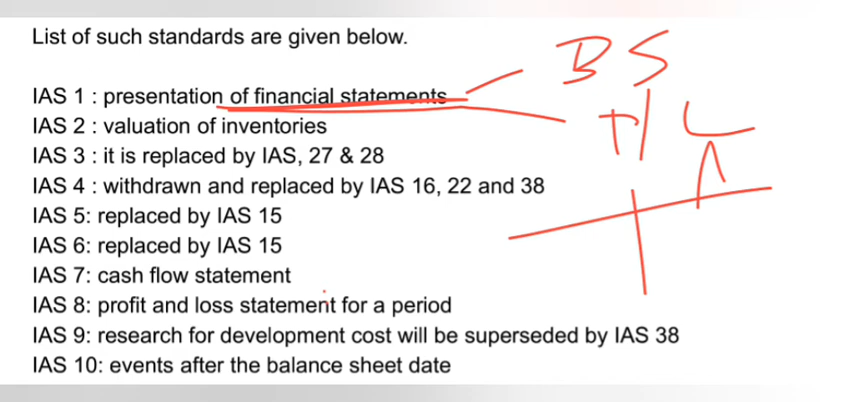 List of such standards are given below.
IAS 1 : presentation of financial statements
BS
P/L
IAS 2 : valuation of inventories
IAS 3 : it is replaced by IAS, 27 & 28
IAS 4 : withdrawn and replaced by IAS 16, 22 and 38
IAS 5: replaced by IAS 15
IAS 6: replaced by IAS 15
IAS 7: cash flow statement
IAS 8: profit and loss statement for a period
IAS 9: research for development cost will be superseded by IAS 38
IAS 10: events after the balance sheet date